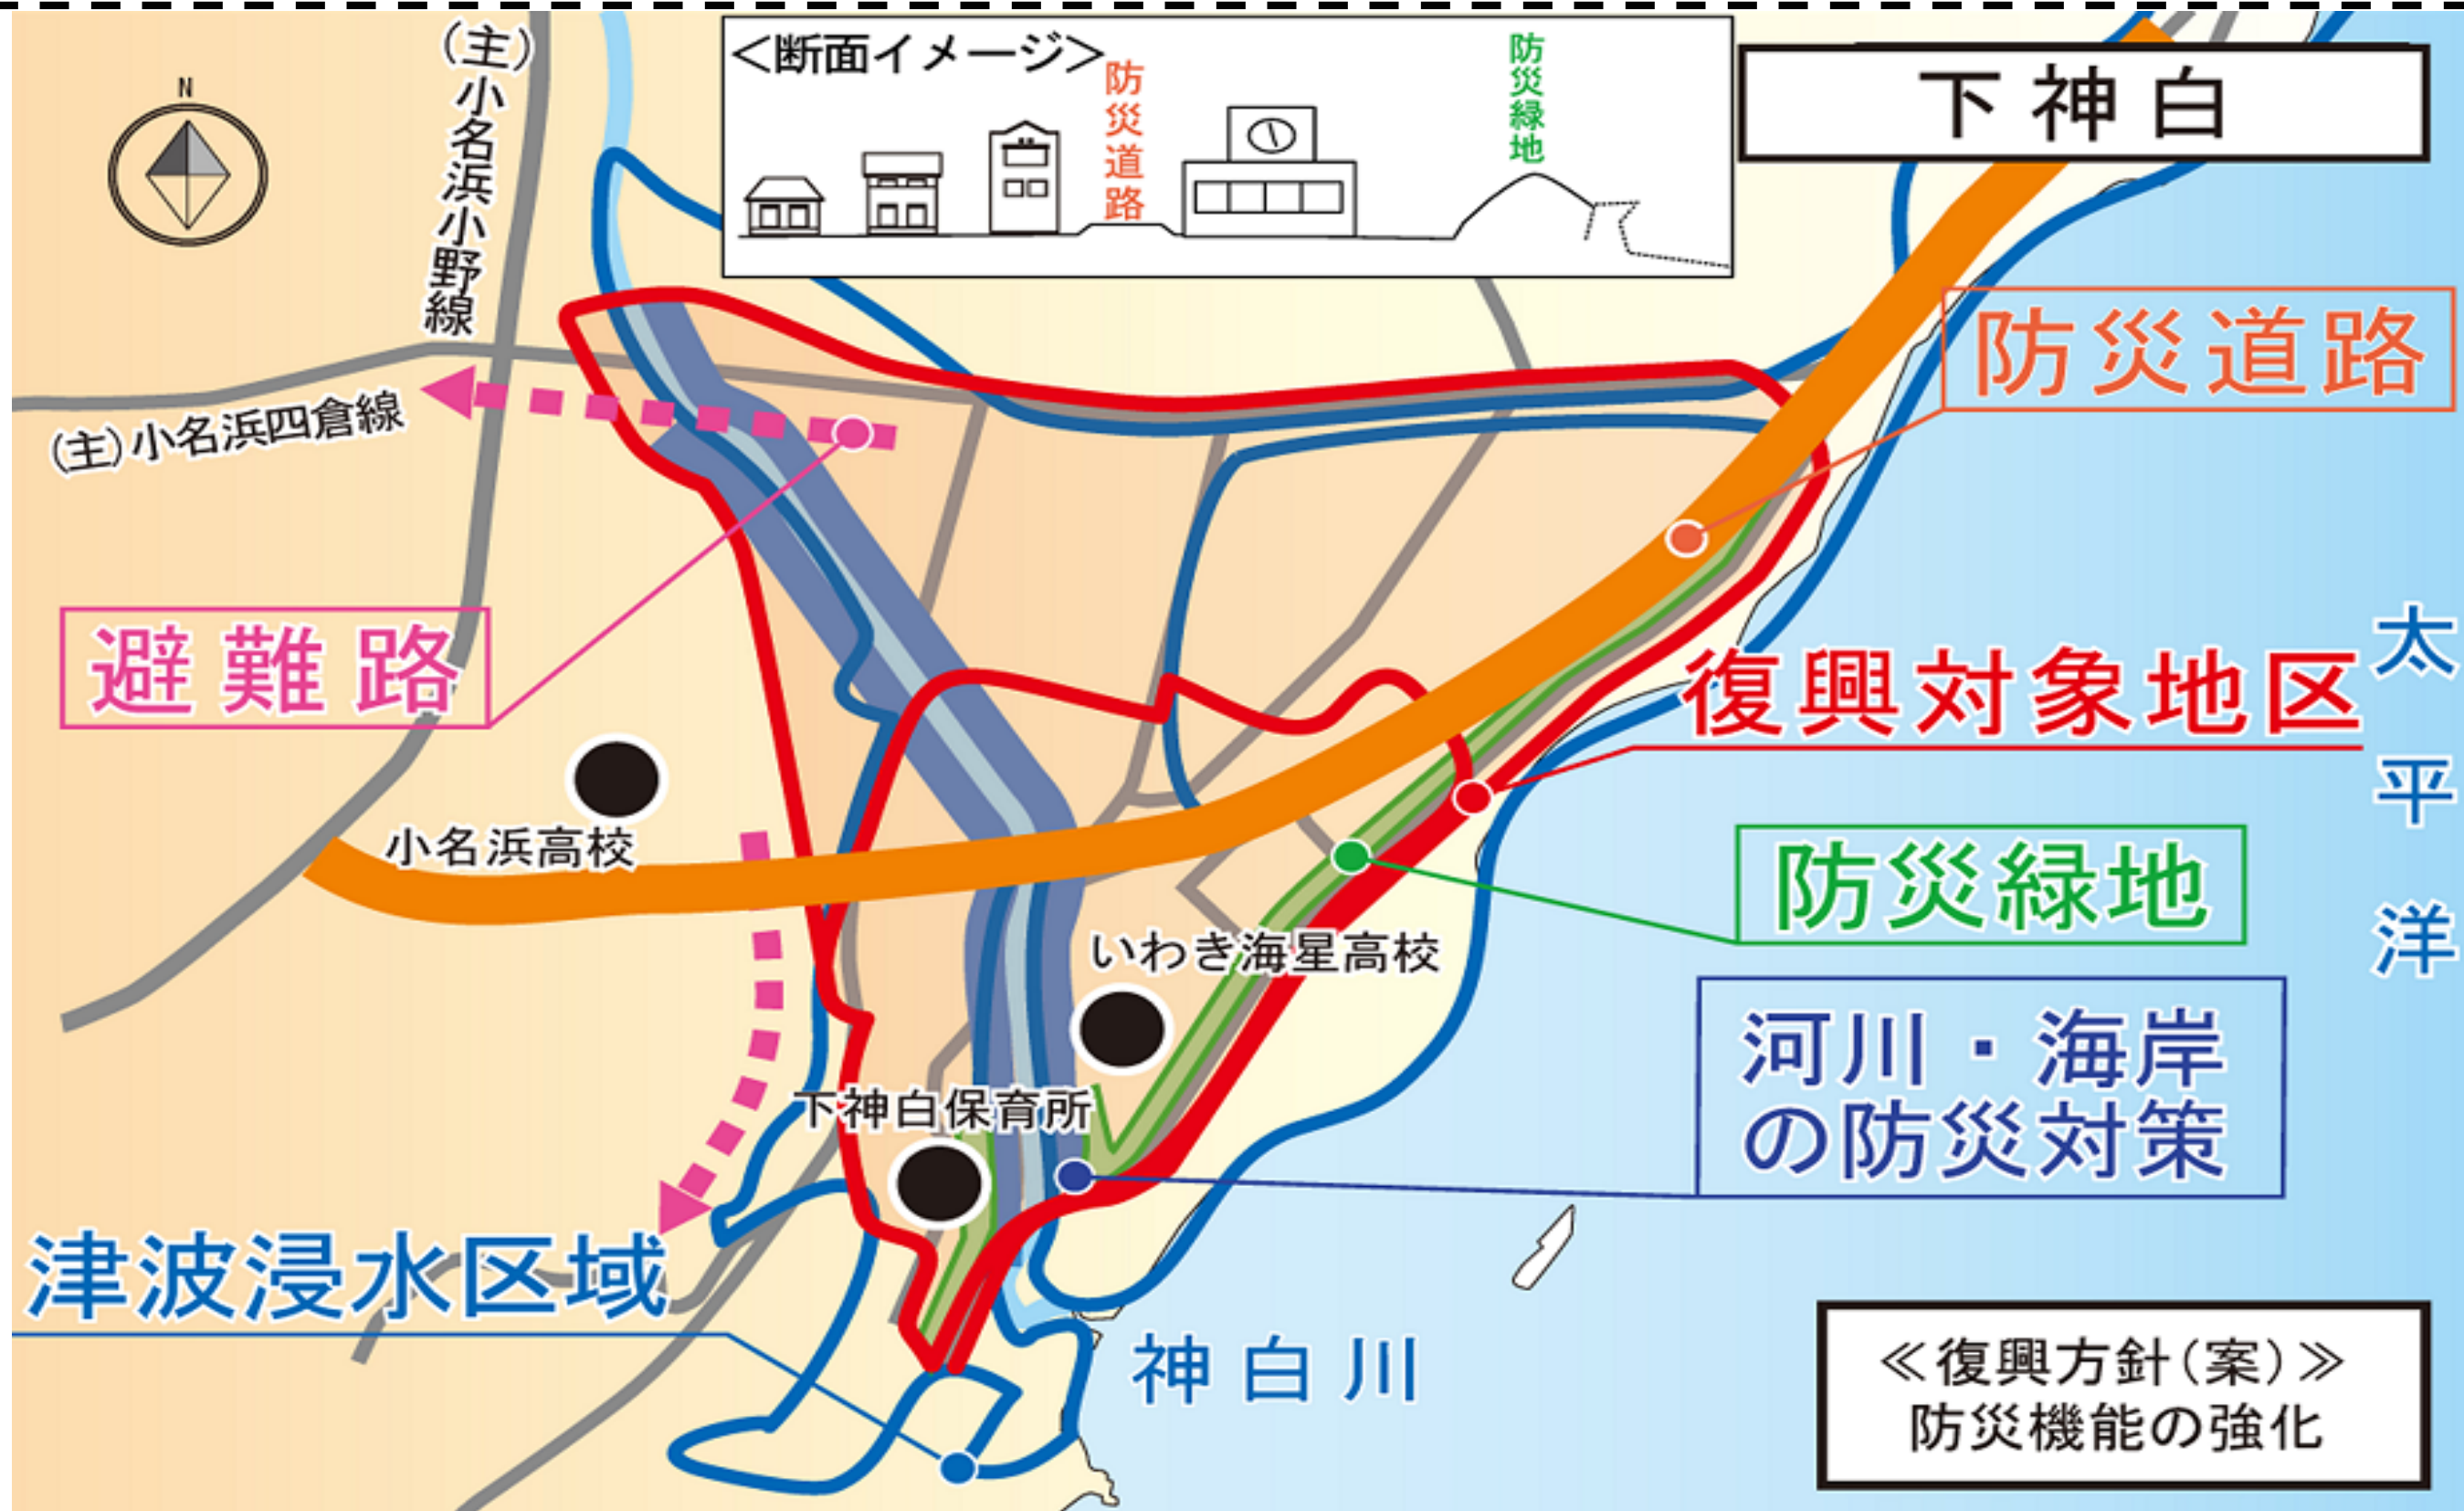 N
(主)小名浜小野線
<断面イメージ>
防災道路
防災緑地
下神白
防災道路
(主)小名浜四倉線
避難路
復興対象地区
太平洋
小名浜高校
防災緑地
いわき海星高校
河川・海岸
の防災対策
下神白保育所
津波浸水区域
神白川
≪復興方針(案)≫
防災機能の強化